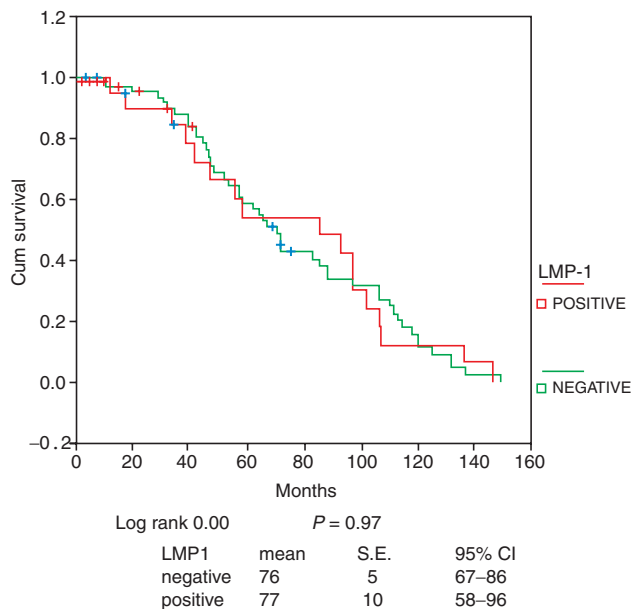 1.2
1.0
0.8
0.6
0.4
0.2
0.0
–0.2
Cum survival
0 20 40 60 80 100 120 140 160
Months
LMP-1
POSITIVE
NEGATIVE
Log rank 0.00 P = 0.97
LMP1 mean S.E. 95% CI
negative 76 5 67–86
positive 77 10 58–96